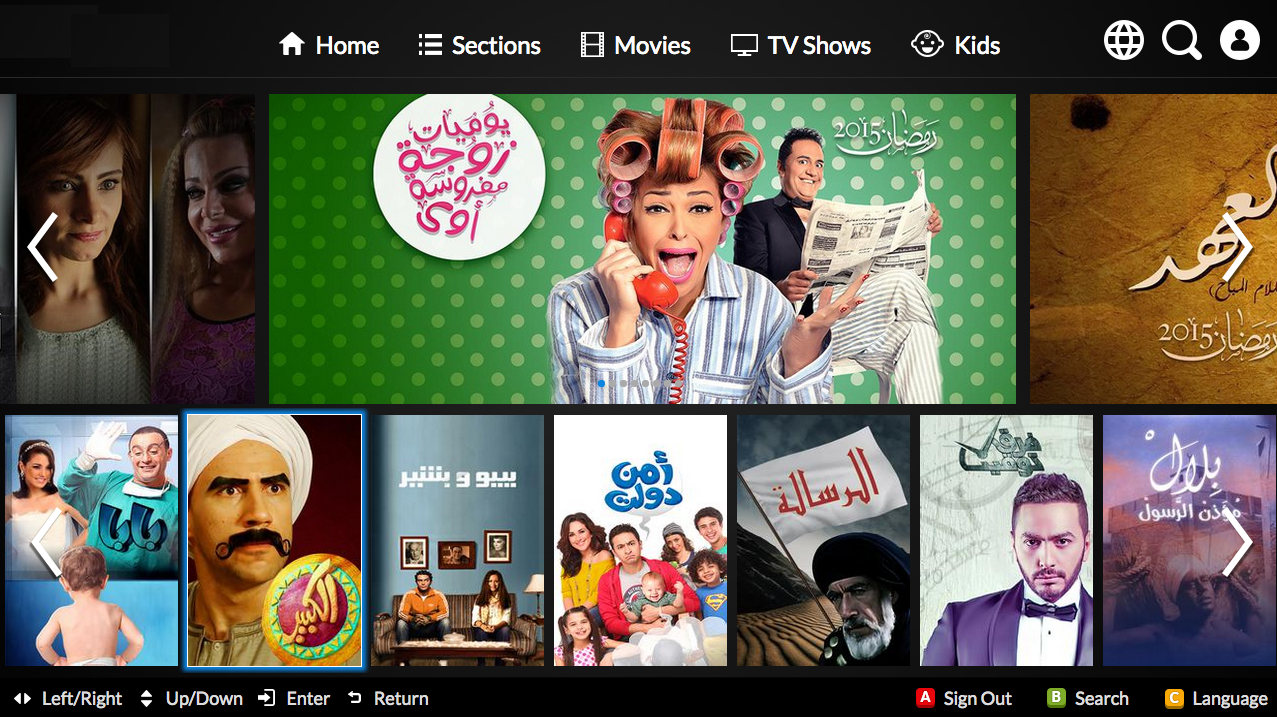 Home
Sections
Movies
TV Shows
Kids
يوميات
زوجة
مفروسة
أوى
رمضان 2015
العهد
(الكلام المباح)
رمضان 2015
بابا
الكبير
بيبو و بشير
أمن
دولت
الرسالة
فرق
توقيت
بلال
مؤذن الرسول
Left/Right
Up/Down
Enter
Return
A Sign Out
B Search
C Language